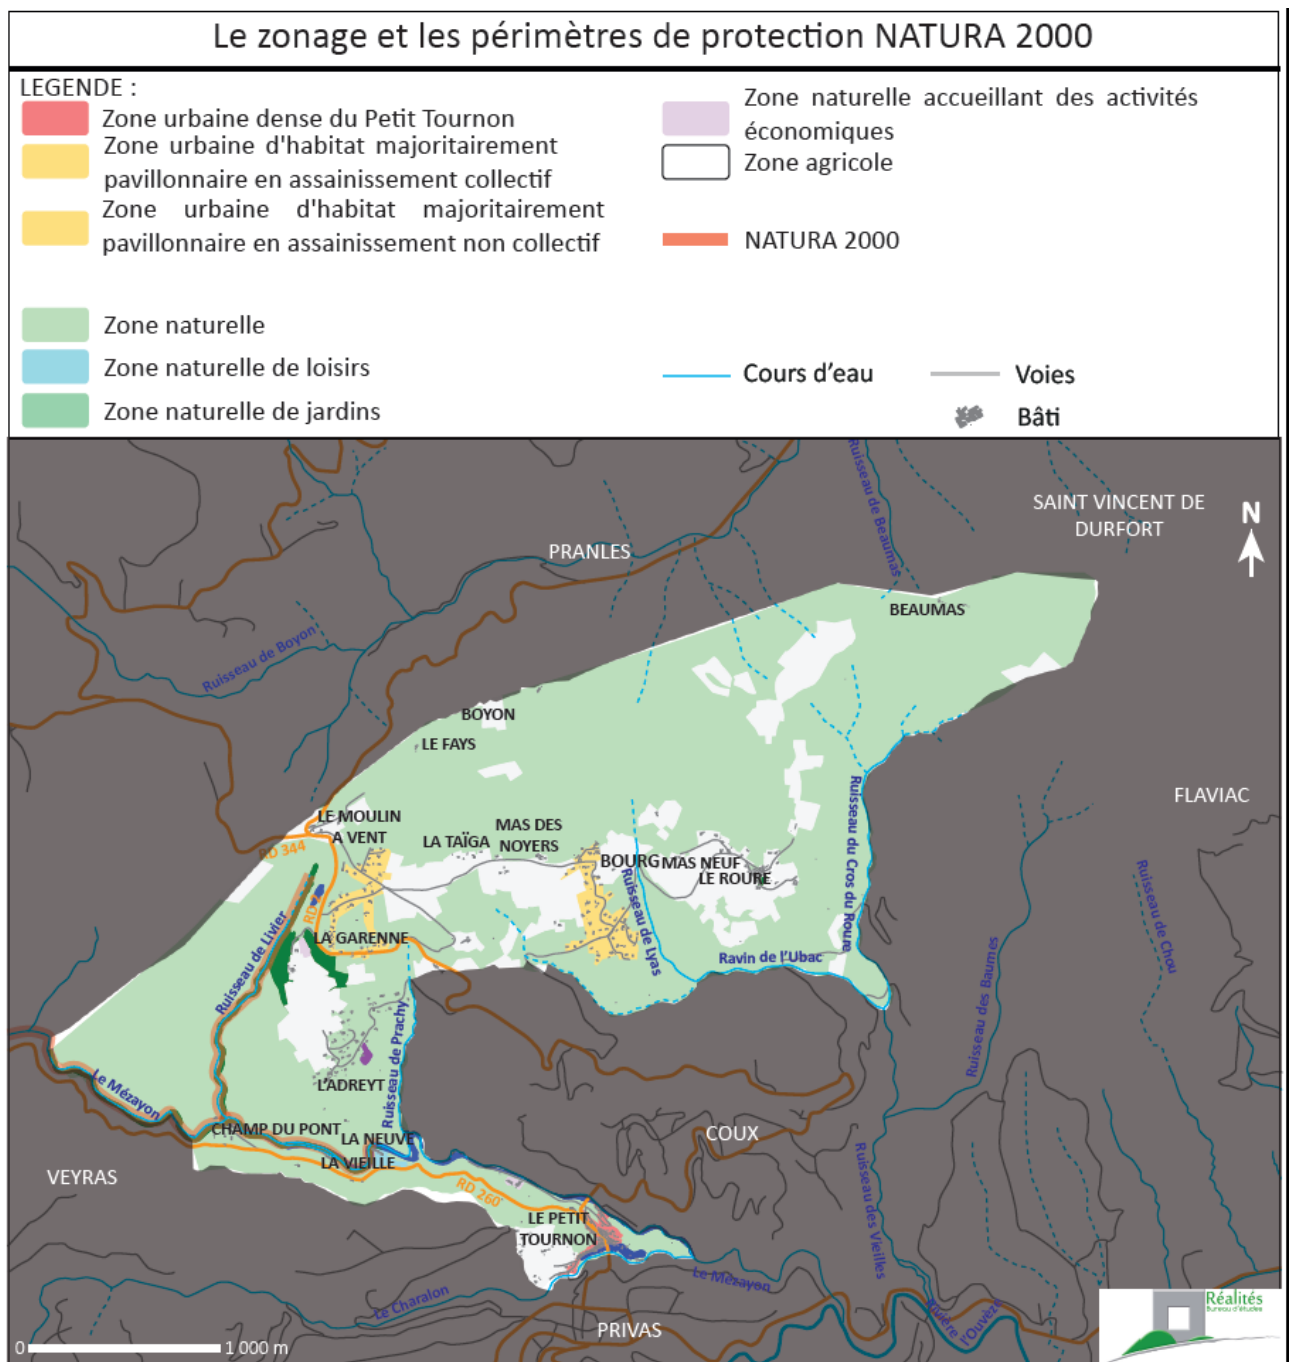 Le zonage et les périmètres de protection NATURA 2000
LEGENDE :
Zone urbaine dense du Petit Tournon
Zone urbaine d'habitat majoritairement
pavillonnaire en assainissement collectif
Zone urbaine d'habitat majoritairement
pavillonnaire en assainissement non collectif
Zone naturelle
Zone naturelle de loisirs
Zone naturelle de jardins
Zone naturelle accueillant des activités
économiques
Zone agricole
NATURA 2000
Cours d'eau
Voies
Bâti
Ruisseau de Beaumas
SAINT VINCENT DE
DURFORT
N
PRANLES
BEAUMAS
Ruisseau de Boyon
BOYON
LE FAYS
FLAVIAC
LE MOULIN
A VENT
RD 344
LA TAÏGA
MAS DES
NOYERS
BOURG
MAS NEUF
LE ROURE
Ruisseau du Cros du Roure
Ruisseau de Chou
RD
Ruisseau de Livier
LA GARENNE
Ruisseau de Lyas
Ravin de l'Ubac
Ruisseau des Baumes
Ruisseau de Prachy
Le Mézayon
L'ADREYT
CHAMP DU PONT
LA NEUVE
LA VIEILLE
COUX
VEYRAS
RD 260
Ruisseau des Vieilles
LE PETIT
TOURNON
Le Mézayon
Le Charalon
Rivière l'Ouvèze
PRIVAS
0
1 000 m
Réalités
Bureau d'études